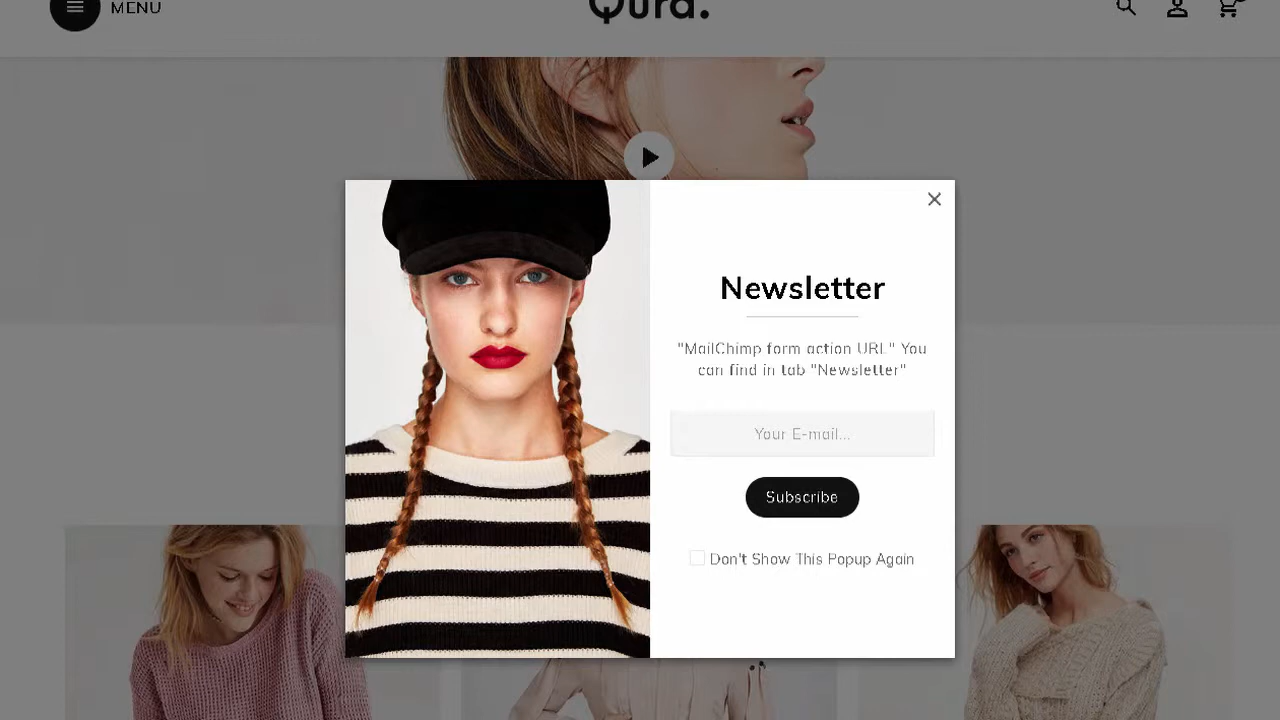 MENU
Qura.
Newsletter
"MailChimp form action URL" You
can find in tab "Newsletter"
Your E-mail...
Subscribe
Don't Show This Popup Again